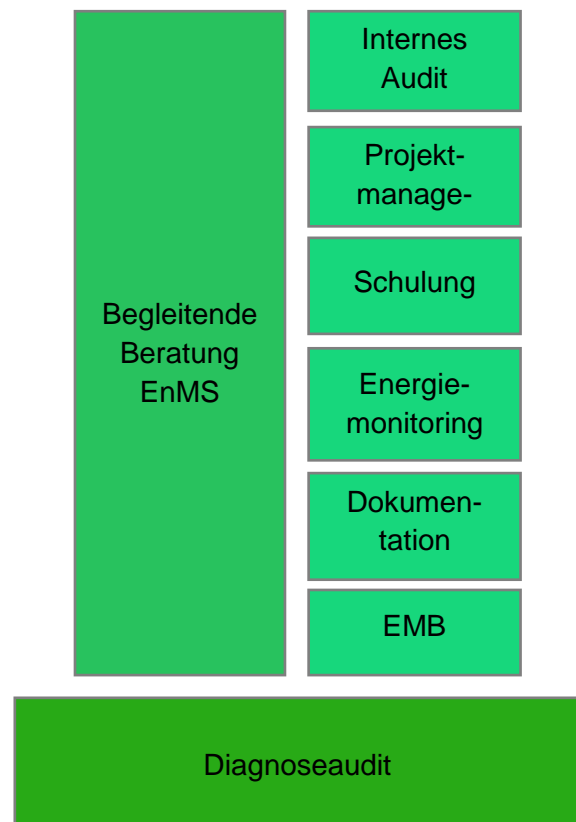 Begleitende
Beratung
EnMS
Internes
Audit
Projekt-
manage-
Schulung
Energie-
monitoring
Dokumen-
tation
EMB
Diagnoseaudit